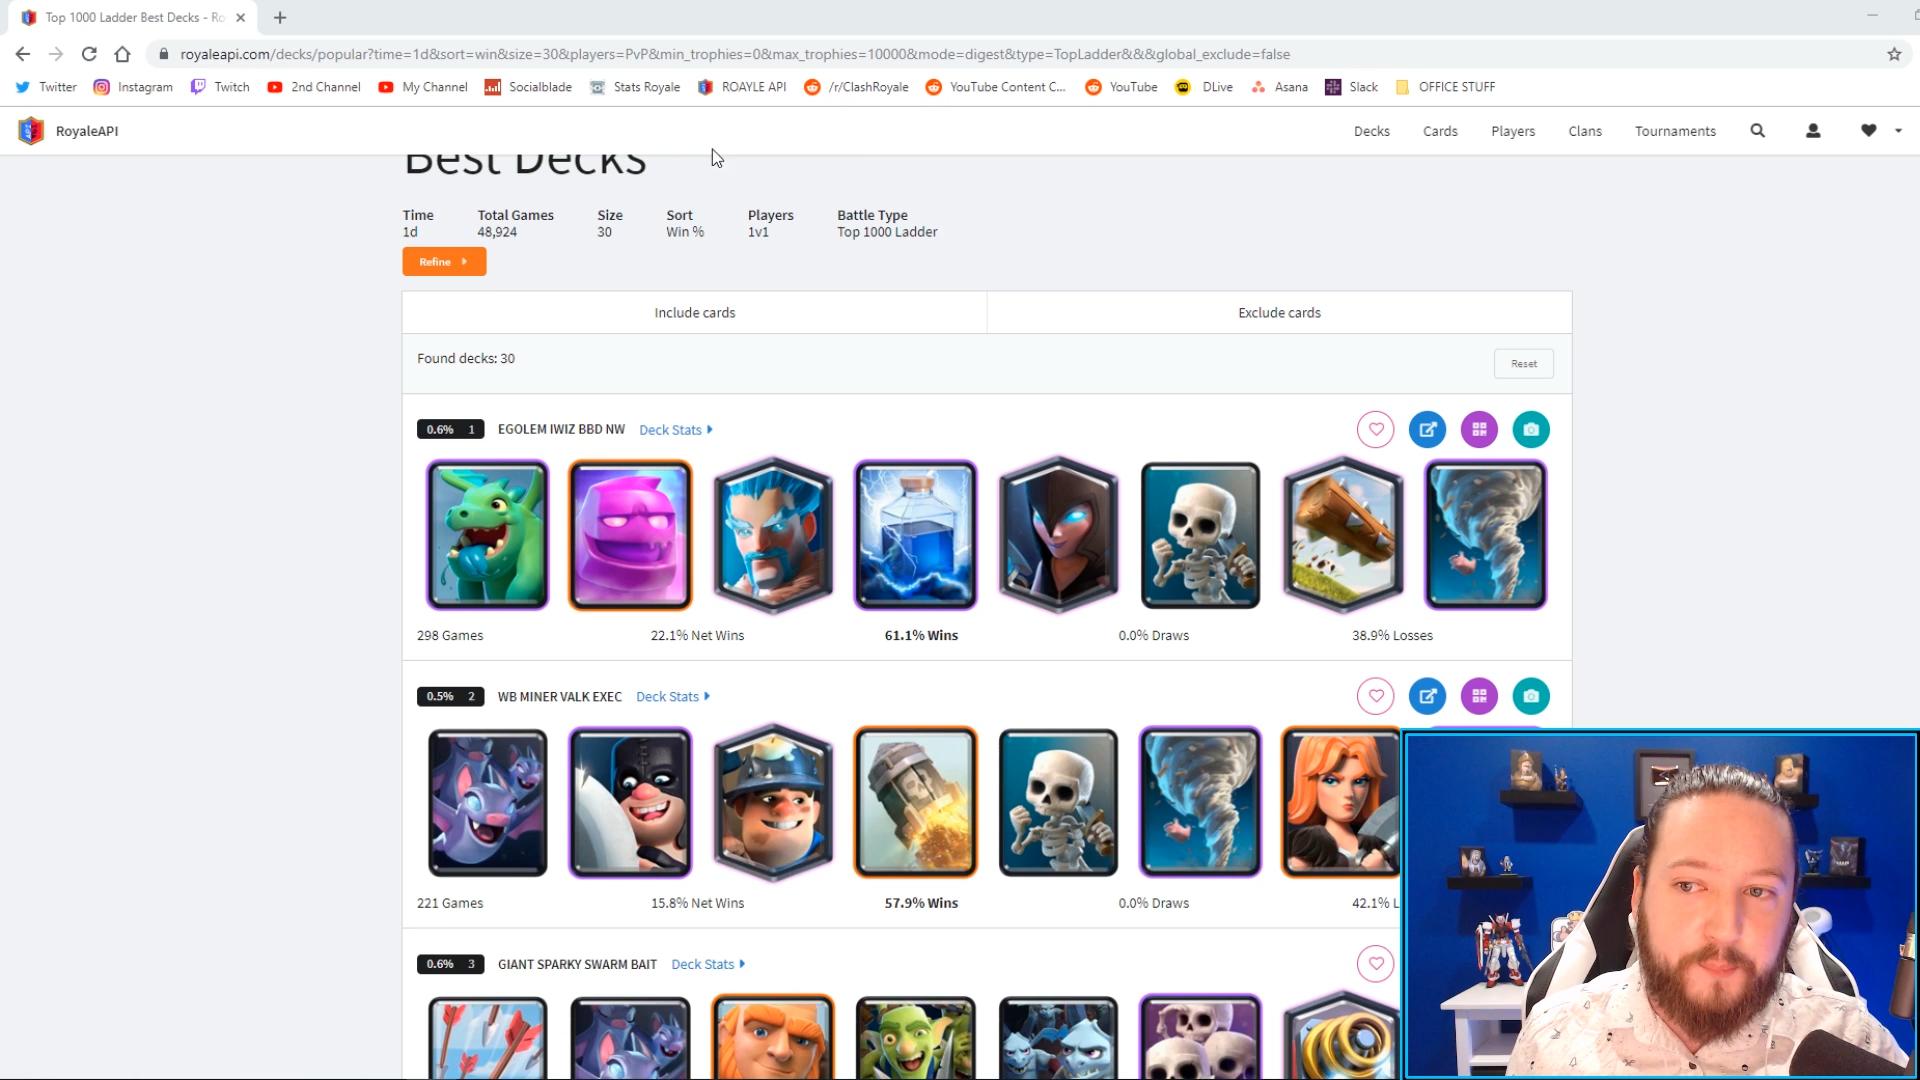 Top 1000 Ladder Best Decks - Ro
royaleapi.com/decks/popular?time=1d&sort=win&size=30&players=PvP&min_trophies=0&max_trophies=10000&mode=digest&type=TopLadder&&&global_exclude=false
Twitter Instagram Twitch 2nd Channel My Channel Socialblade Stats Royale ROAYLE API /r/ClashRoyale YouTube Content C... YouTube DLive Asana Slack OFFICE STUFF
RoyaleAPI Decks Cards Players Clans Tournaments
Best Decks
Time Total Games Size Sort Players Battle Type
1d 48,924 30 Win % 1v1 Top 1000 Ladder
Refine
Include cards Exclude cards
Found decks: 30 Reset
0.6% 1 EGOLEM IWIZ BBD NW Deck Stats
298 Games 22.1% Net Wins 61.1% Wins 0.0% Draws 38.9% Losses
0.5% 2 WB MINER VALK EXEC Deck Stats
221 Games 15.8% Net Wins 57.9% Wins 0.0% Draws 42.1% L
0.6% 3 GIANT SPARKY SWARM BAIT Deck Stats